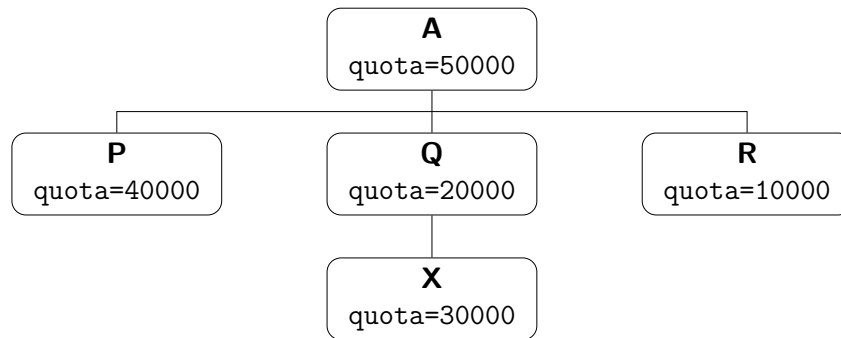 A
quota=50000
P
quota=40000
Q
quota=20000
R
quota=10000
X
quota=30000